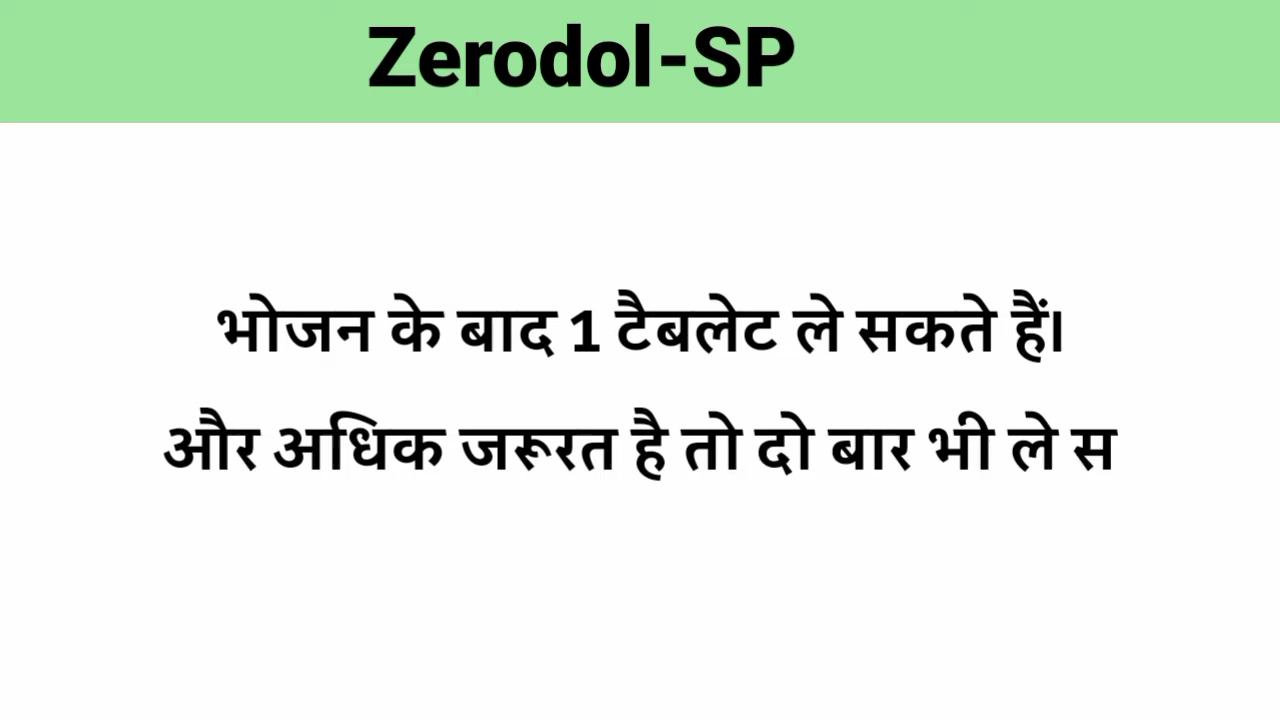 Zerodol-SP
भोजन के बाद 1 टैबलेट ले सकते हैं।
और अधिक जरूरत है तो दो बार भी ले स